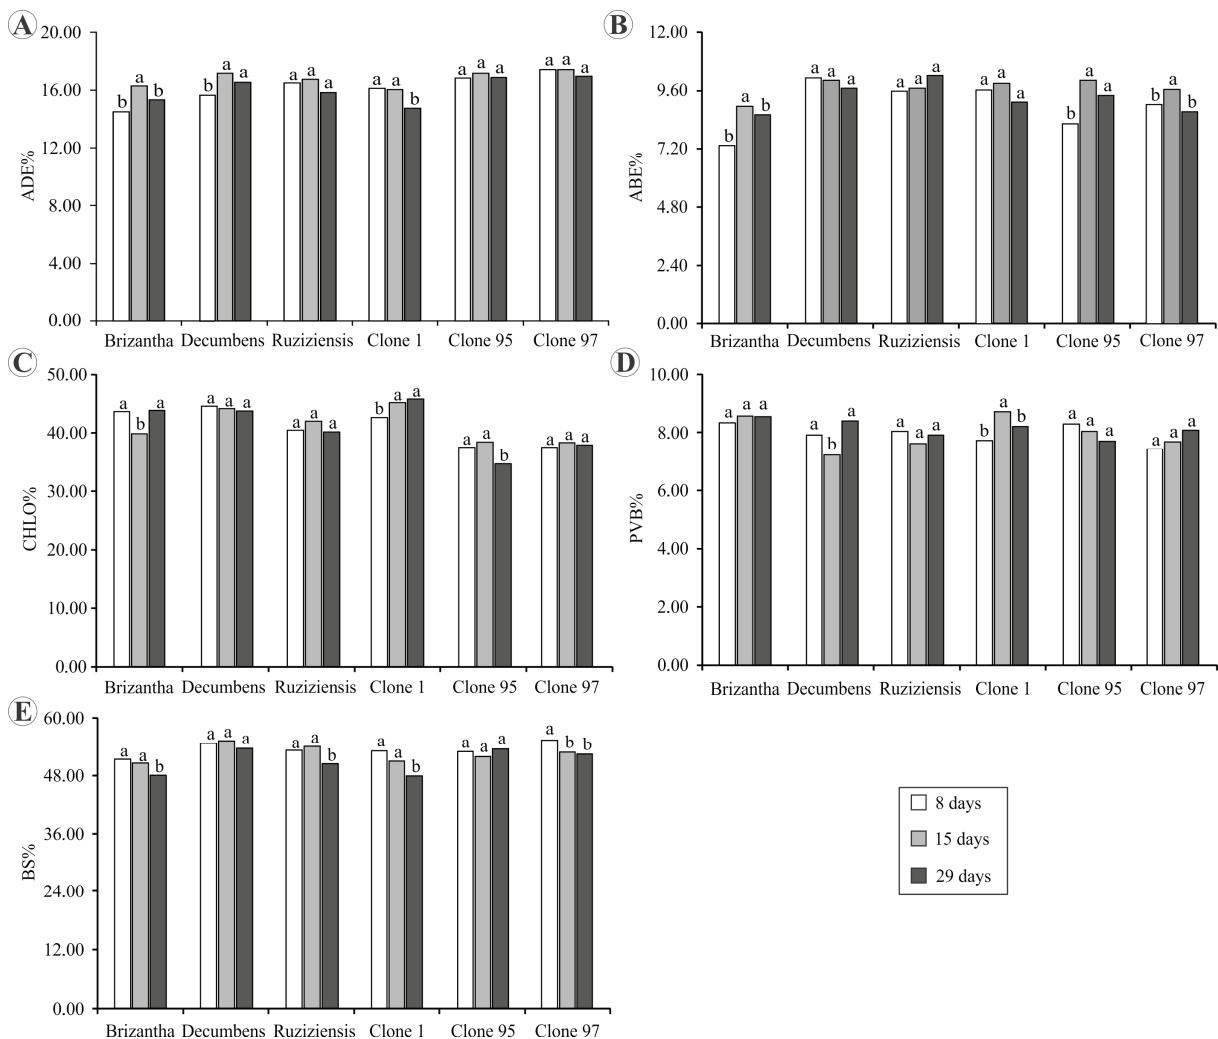 A
20.00
16.00
12.00
8.00
4.00
0.00
ADE%
b a b
b a a
a a a
a a a
a a a
a a a
Brizantha Decumbens Ruziziensis Clone 1 Clone 95 Clone 97
B
12.00
9.60
7.20
4.80
2.40
0.00
ABE%
b a b
a a a
a a a
a a a
b a a
b a b
Brizantha Decumbens Ruziziensis Clone 1 Clone 95 Clone 97
C
50.00
40.00
30.00
20.00
10.00
0.00
CHLO%
a b a
a a a
a a a
b a a
a a b
a a a
Brizantha Decumbens Ruziziensis Clone 1 Clone 95 Clone 97
D
10.00
8.00
6.00
4.00
2.00
0.00
PVB%
a a a
a b a
a a a
b a b
a a a
a a a
Brizantha Decumbens Ruziziensis Clone 1 Clone 95 Clone 97
E
60.00
48.00
36.00
24.00
12.00
0.00
BS%
a a b
a a a
a a b
a a b
a a a
a b b
Brizantha Decumbens Ruziziensis Clone 1 Clone 95 Clone 97
8 days
15 days
29 days